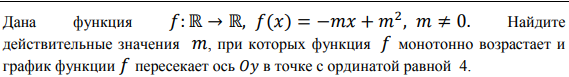 Дана функция f: ℝ → ℝ, f(x) = −mx + m², m ≠ 0. Найдите
действительные значения m, при которых функция f монотонно возрастает и
график функции f пересекает ось Oy в точке с ординатой равной 4.